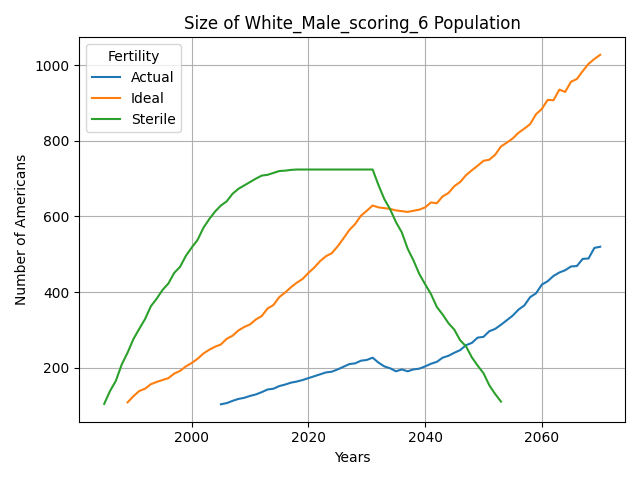 Size of White_Male_scoring_6 Population
Number of Americans
1000
800
600
400
200
Fertility
Actual
Ideal
Sterile
2000
2020
2040
2060
Years